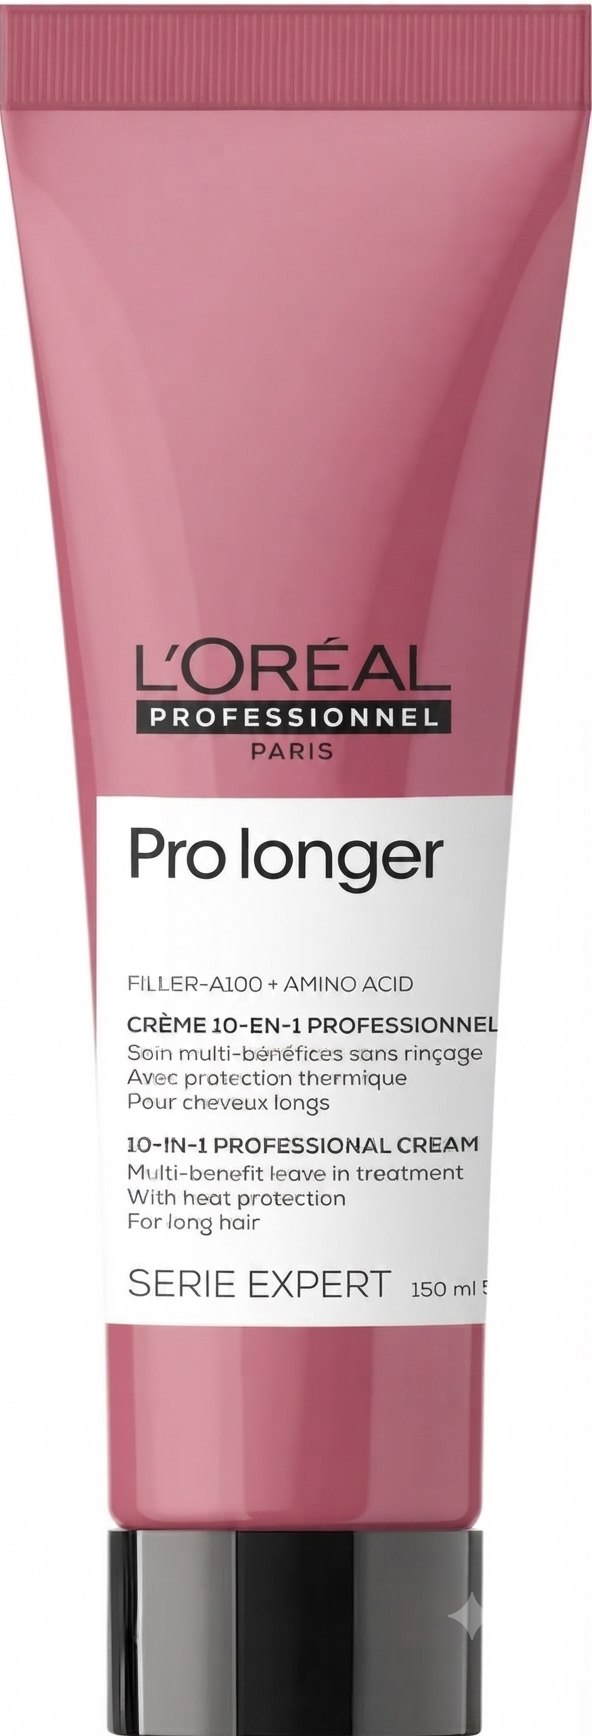 L'ORÉAL
PROFESSIONNEL
PARIS
Pro longer
FILLER-A100 + AMINO ACID
CRÈME 10-EN-1 PROFESSIONNEL
Soin multi-bénéfices sans rinçage
Avec protection thermique
Pour cheveux longs
10-IN-1 PROFESSIONAL CREAM
Multi-benefit leave in treatment
With heat protection
For long hair
SERIE EXPERT 150 ml